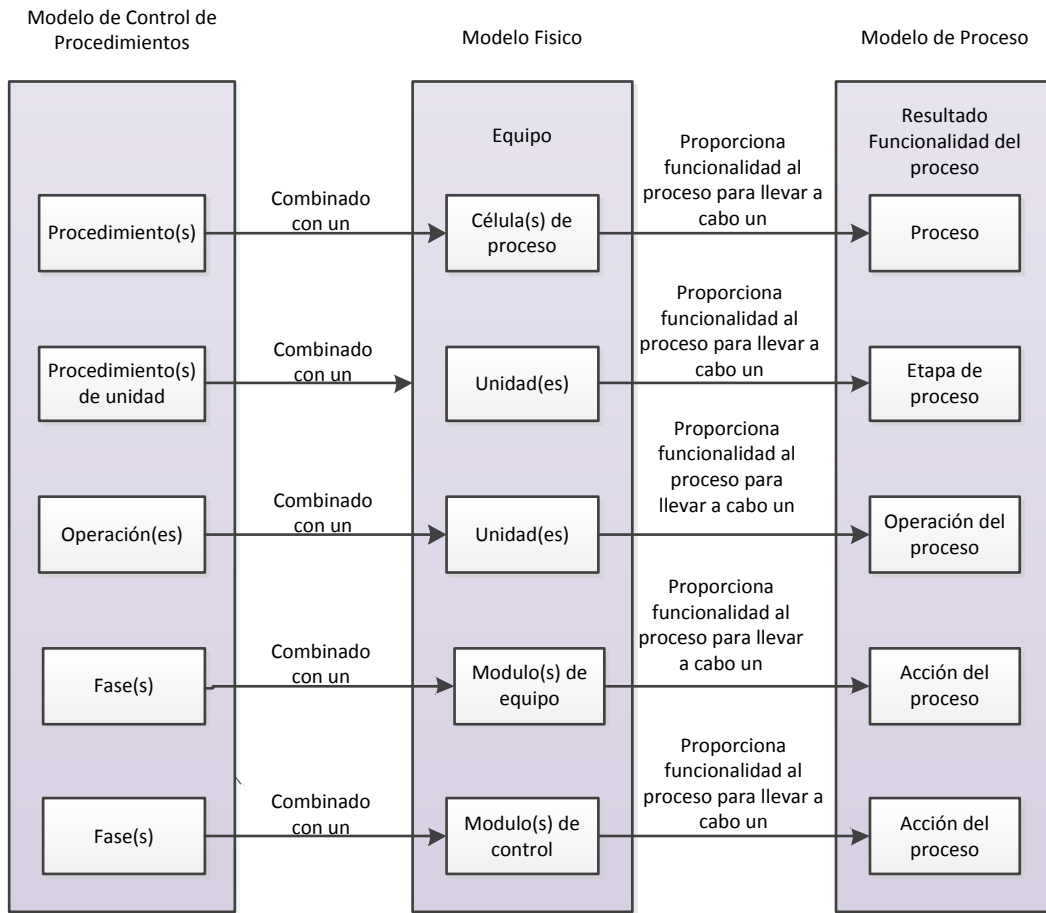 Modelo de Control de
Procedimientos
Modelo Fisico
Modelo de Proceso
Equipo
Resultado
Funcionalidad del
proceso
Procedimiento(s)
Combinado
con un
Célula(s) de
proceso
Proporciona
funcionalidad al
proceso para llevar a
cabo un
Proceso
Procedimiento(s)
de unidad
Combinado
con un
Unidad(es)
Proporciona
funcionalidad al
proceso para llevar a
cabo un
Etapa de
proceso
Operación(es)
Combinado
con un
Unidad(es)
Proporciona
funcionalidad al
proceso para
llevar a cabo un
Operación del
proceso
Fase(s)
Combinado
con un
Modulo(s) de
equipo
Proporciona
funcionalidad al
proceso para llevar
a cabo un
Acción del
proceso
Fase(s)
Combinado
con un
Modulo(s) de
control
Proporciona
funcionalidad al
proceso para llevar a
cabo un
Acción del
proceso